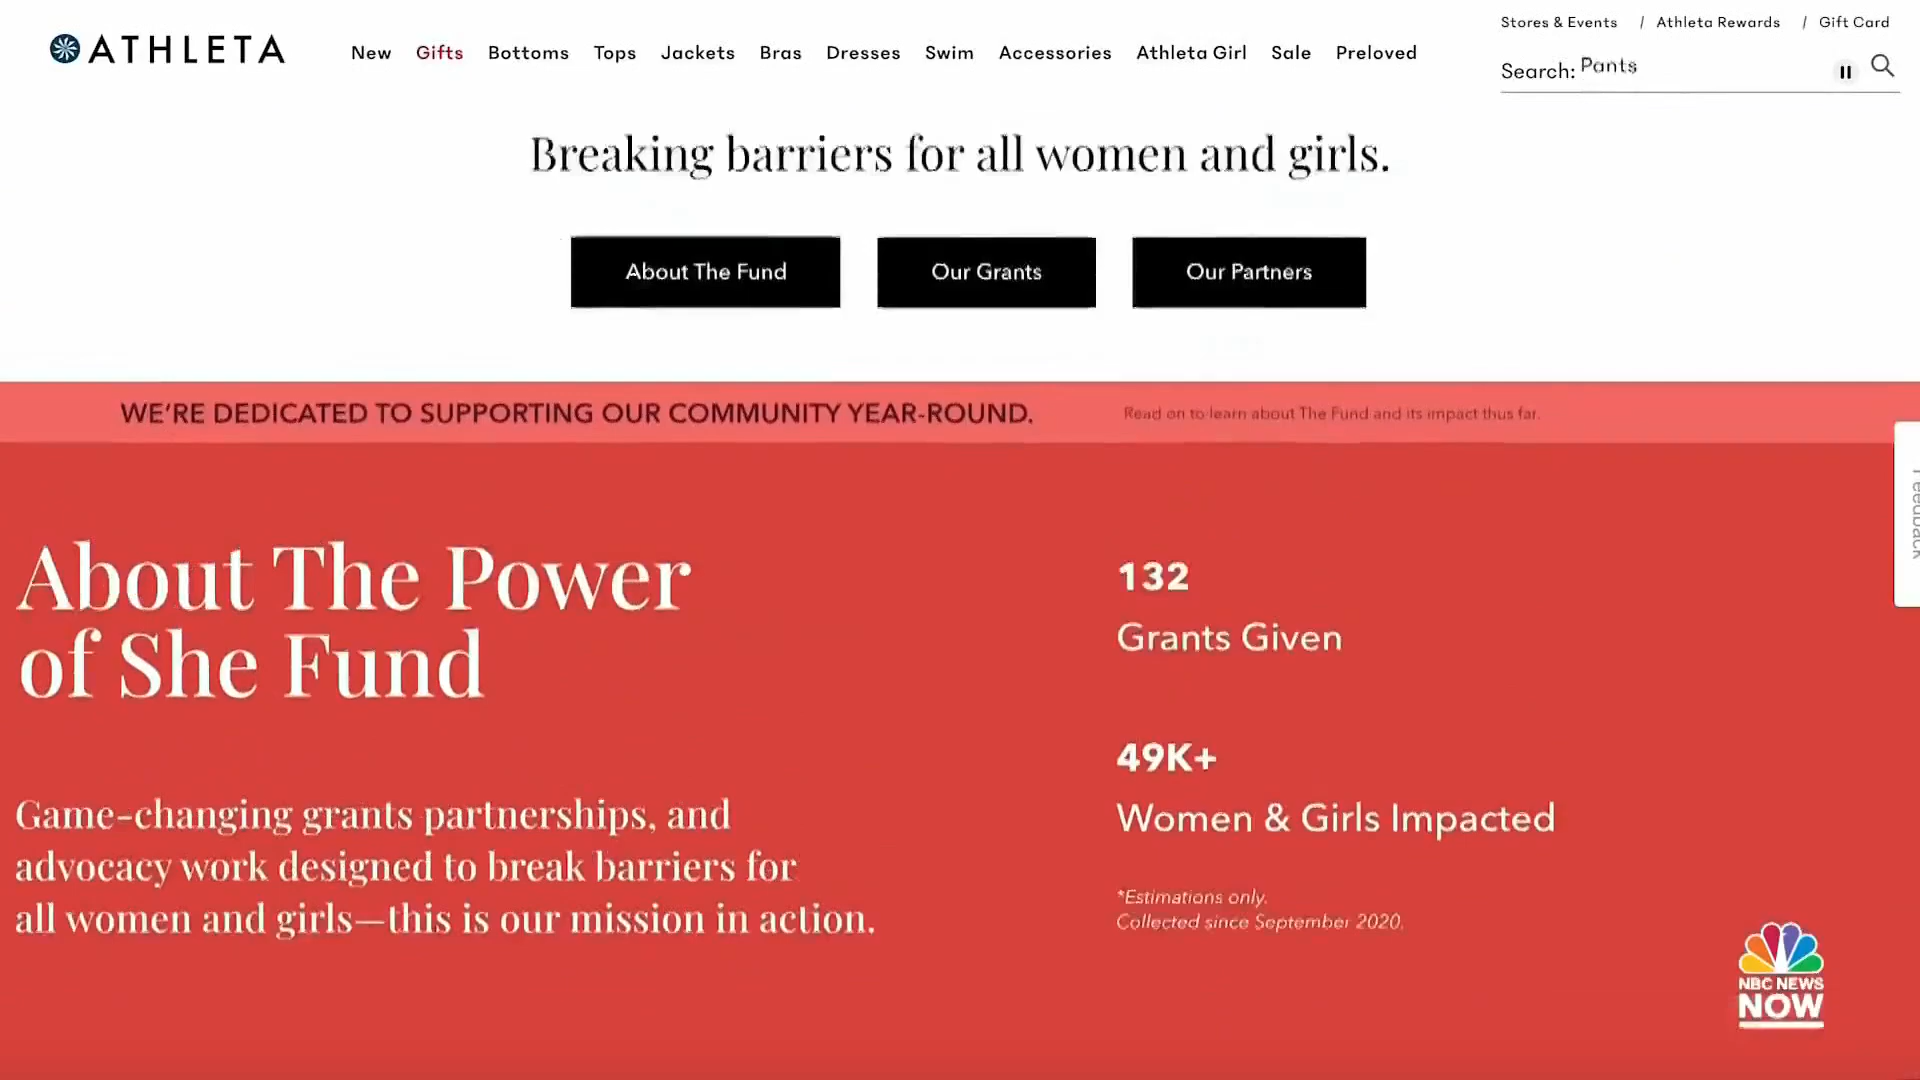 Stores & Events / Athleta Rewards / Gift Card
ATHLETA
New Gifts Bottoms Tops Jackets Bras Dresses Swim Accessories Athleta Girl Sale Preloved
Search: Pants
Breaking barriers for all women and girls.
About The Fund
Our Grants
Our Partners
WE'RE DEDICATED TO SUPPORTING OUR COMMUNITY YEAR-ROUND.
Read on to learn about The Fund and its impact thus far.
Feedback
About The Power
of She Fund
Game-changing grants partnerships, and
advocacy work designed to break barriers for
all women and girls—this is our mission in action.
132
Grants Given
49K+
Women & Girls Impacted
*Estimations only.
Collected since September 2020.
NBC NEWS
NOW